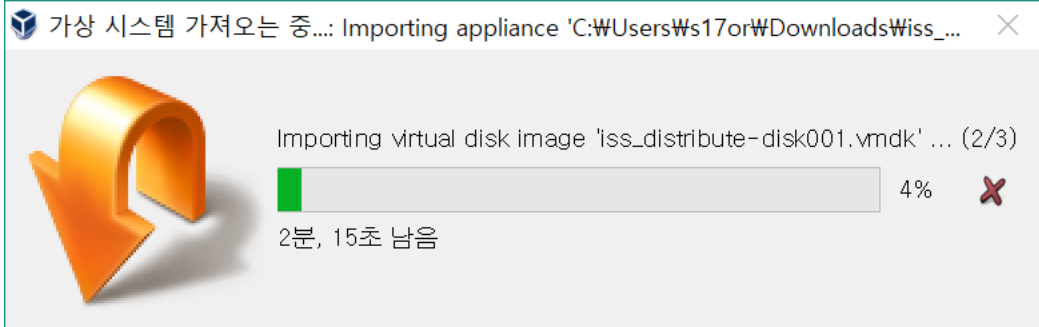 가상 시스템 가져오는 중...: Importing appliance 'C:₩Users₩s17or₩Downloads₩iss_...
Importing virtual disk image 'iss_distribute-disk001.vmdk' ... (2/3)
4%
2분, 15초 남음